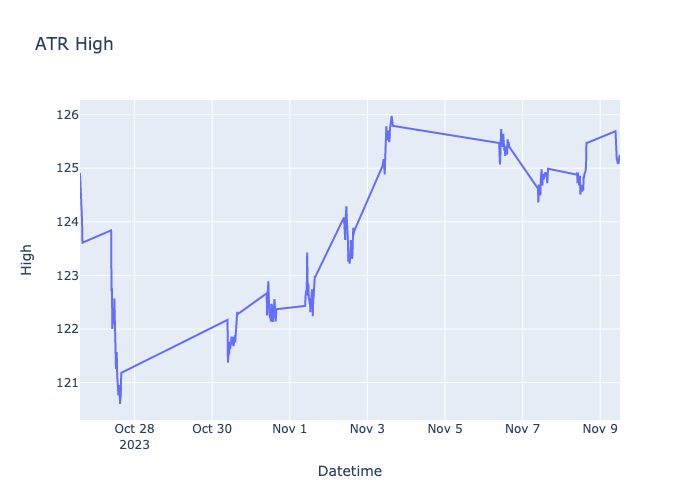 ATR High
126
125
124
123
122
121
High
Oct 28
2023
Oct 30
Nov 1
Nov 3
Nov 5
Nov 7
Nov 9
Datetime